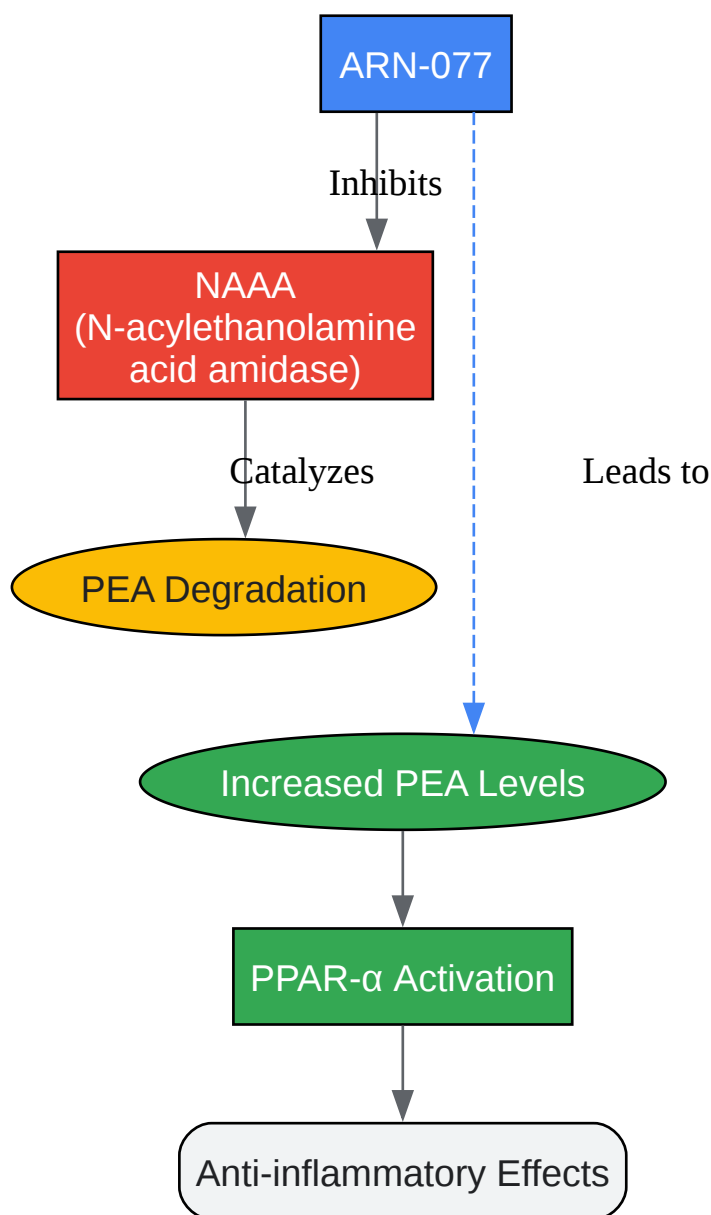 ARN-077
Inhibits
NAAA
(N-acylethanolamine
acid amidase)
Catalyzes
Leads to
PEA Degradation
Increased PEA Levels
PPAR-α Activation
Anti-inflammatory Effects